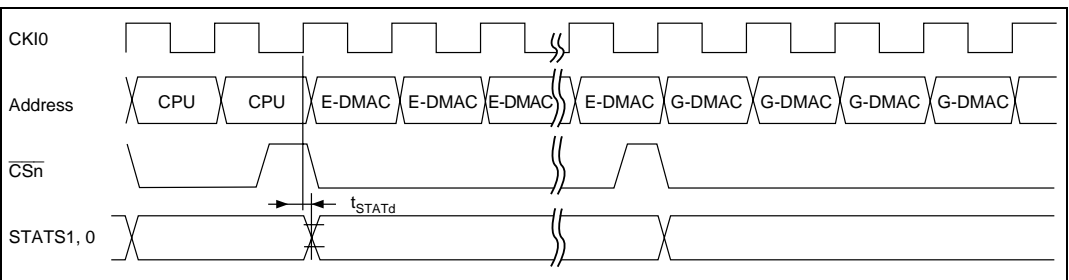 CKI0
Address CPU CPU E-DMAC E-DMAC E-DMAC E-DMAC G-DMAC G-DMAC G-DMAC G-DMAC
CSn
tSTATd
STATS1, 0